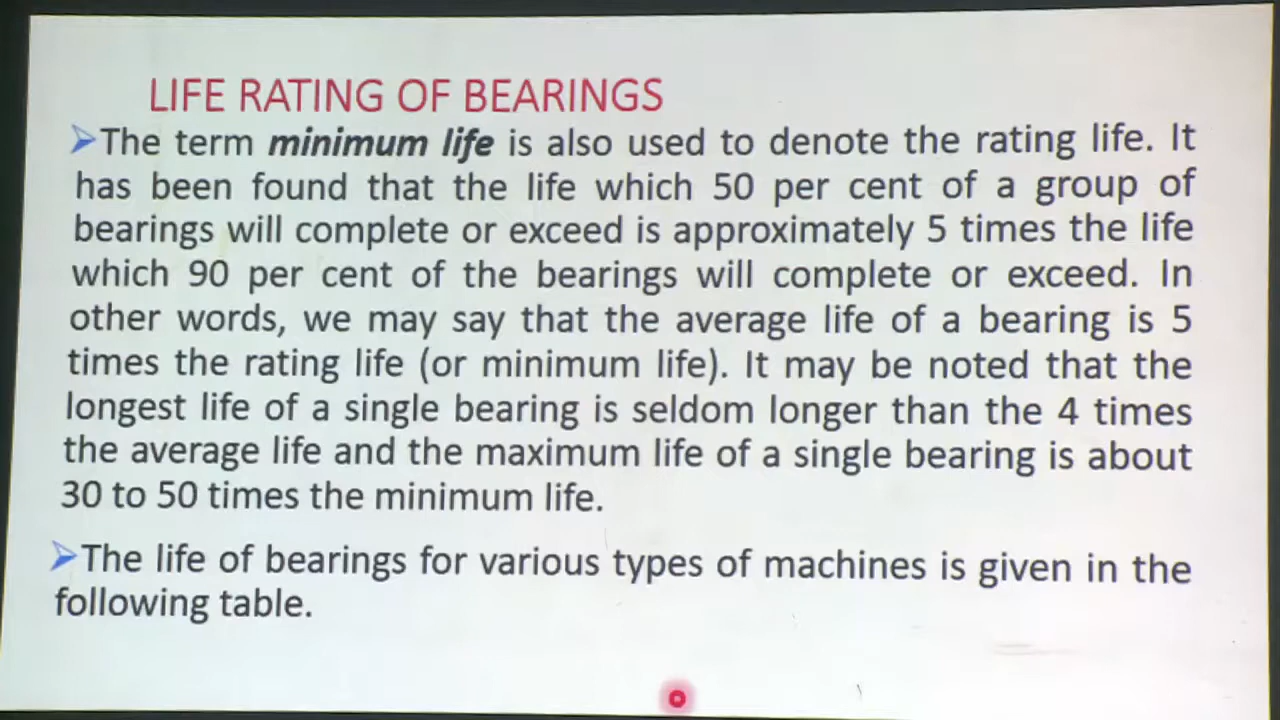 LIFE RATING OF BEARINGS
The term minimum life is also used to denote the rating life. It
has been found that the life which 50 per cent of a group of
bearings will complete or exceed is approximately 5 times the life
which 90 per cent of the bearings will complete or exceed. In
other words, we may say that the average life of a bearing is 5
times the rating life (or minimum life). It may be noted that the
longest life of a single bearing is seldom longer than the 4 times
the average life and the maximum life of a single bearing is about
30 to 50 times the minimum life.
The life of bearings for various types of machines is given in the
following table.